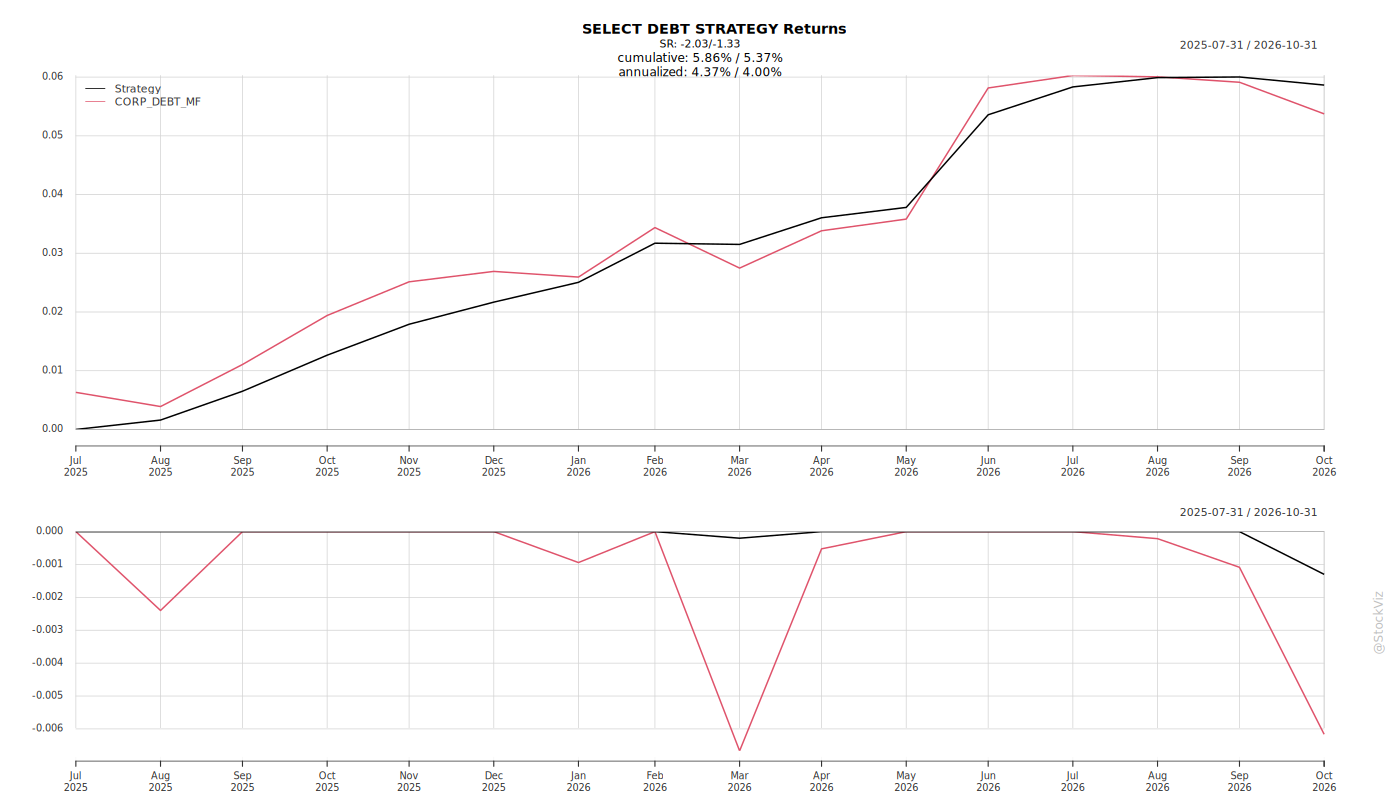 SELECT DEBT STRATEGY Returns
SR: -2.03/-1.33
cumulative: 5.86% / 5.37%
annualized: 4.37% / 4.00%
2025-07-31 / 2026-10-31
Strategy
CORP_DEBT_MF
0.06
0.05
0.04
0.03
0.02
0.01
0.00
Jul Aug Sep Oct Nov Dec Jan Feb Mar Apr May Jun Jul Aug Sep Oct
2025 2025 2025 2025 2025 2025 2026 2026 2026 2026 2026 2026 2026 2026 2026 2026
2025-07-31 / 2026-10-31
0.000
-0.001
-0.002
-0.003
-0.004
-0.005
-0.006
Jul Aug Sep Oct Nov Dec Jan Feb Mar Apr May Jun Jul Aug Sep Oct
2025 2025 2025 2025 2025 2025 2026 2026 2026 2026 2026 2026 2026 2026 2026 2026
@StockViz